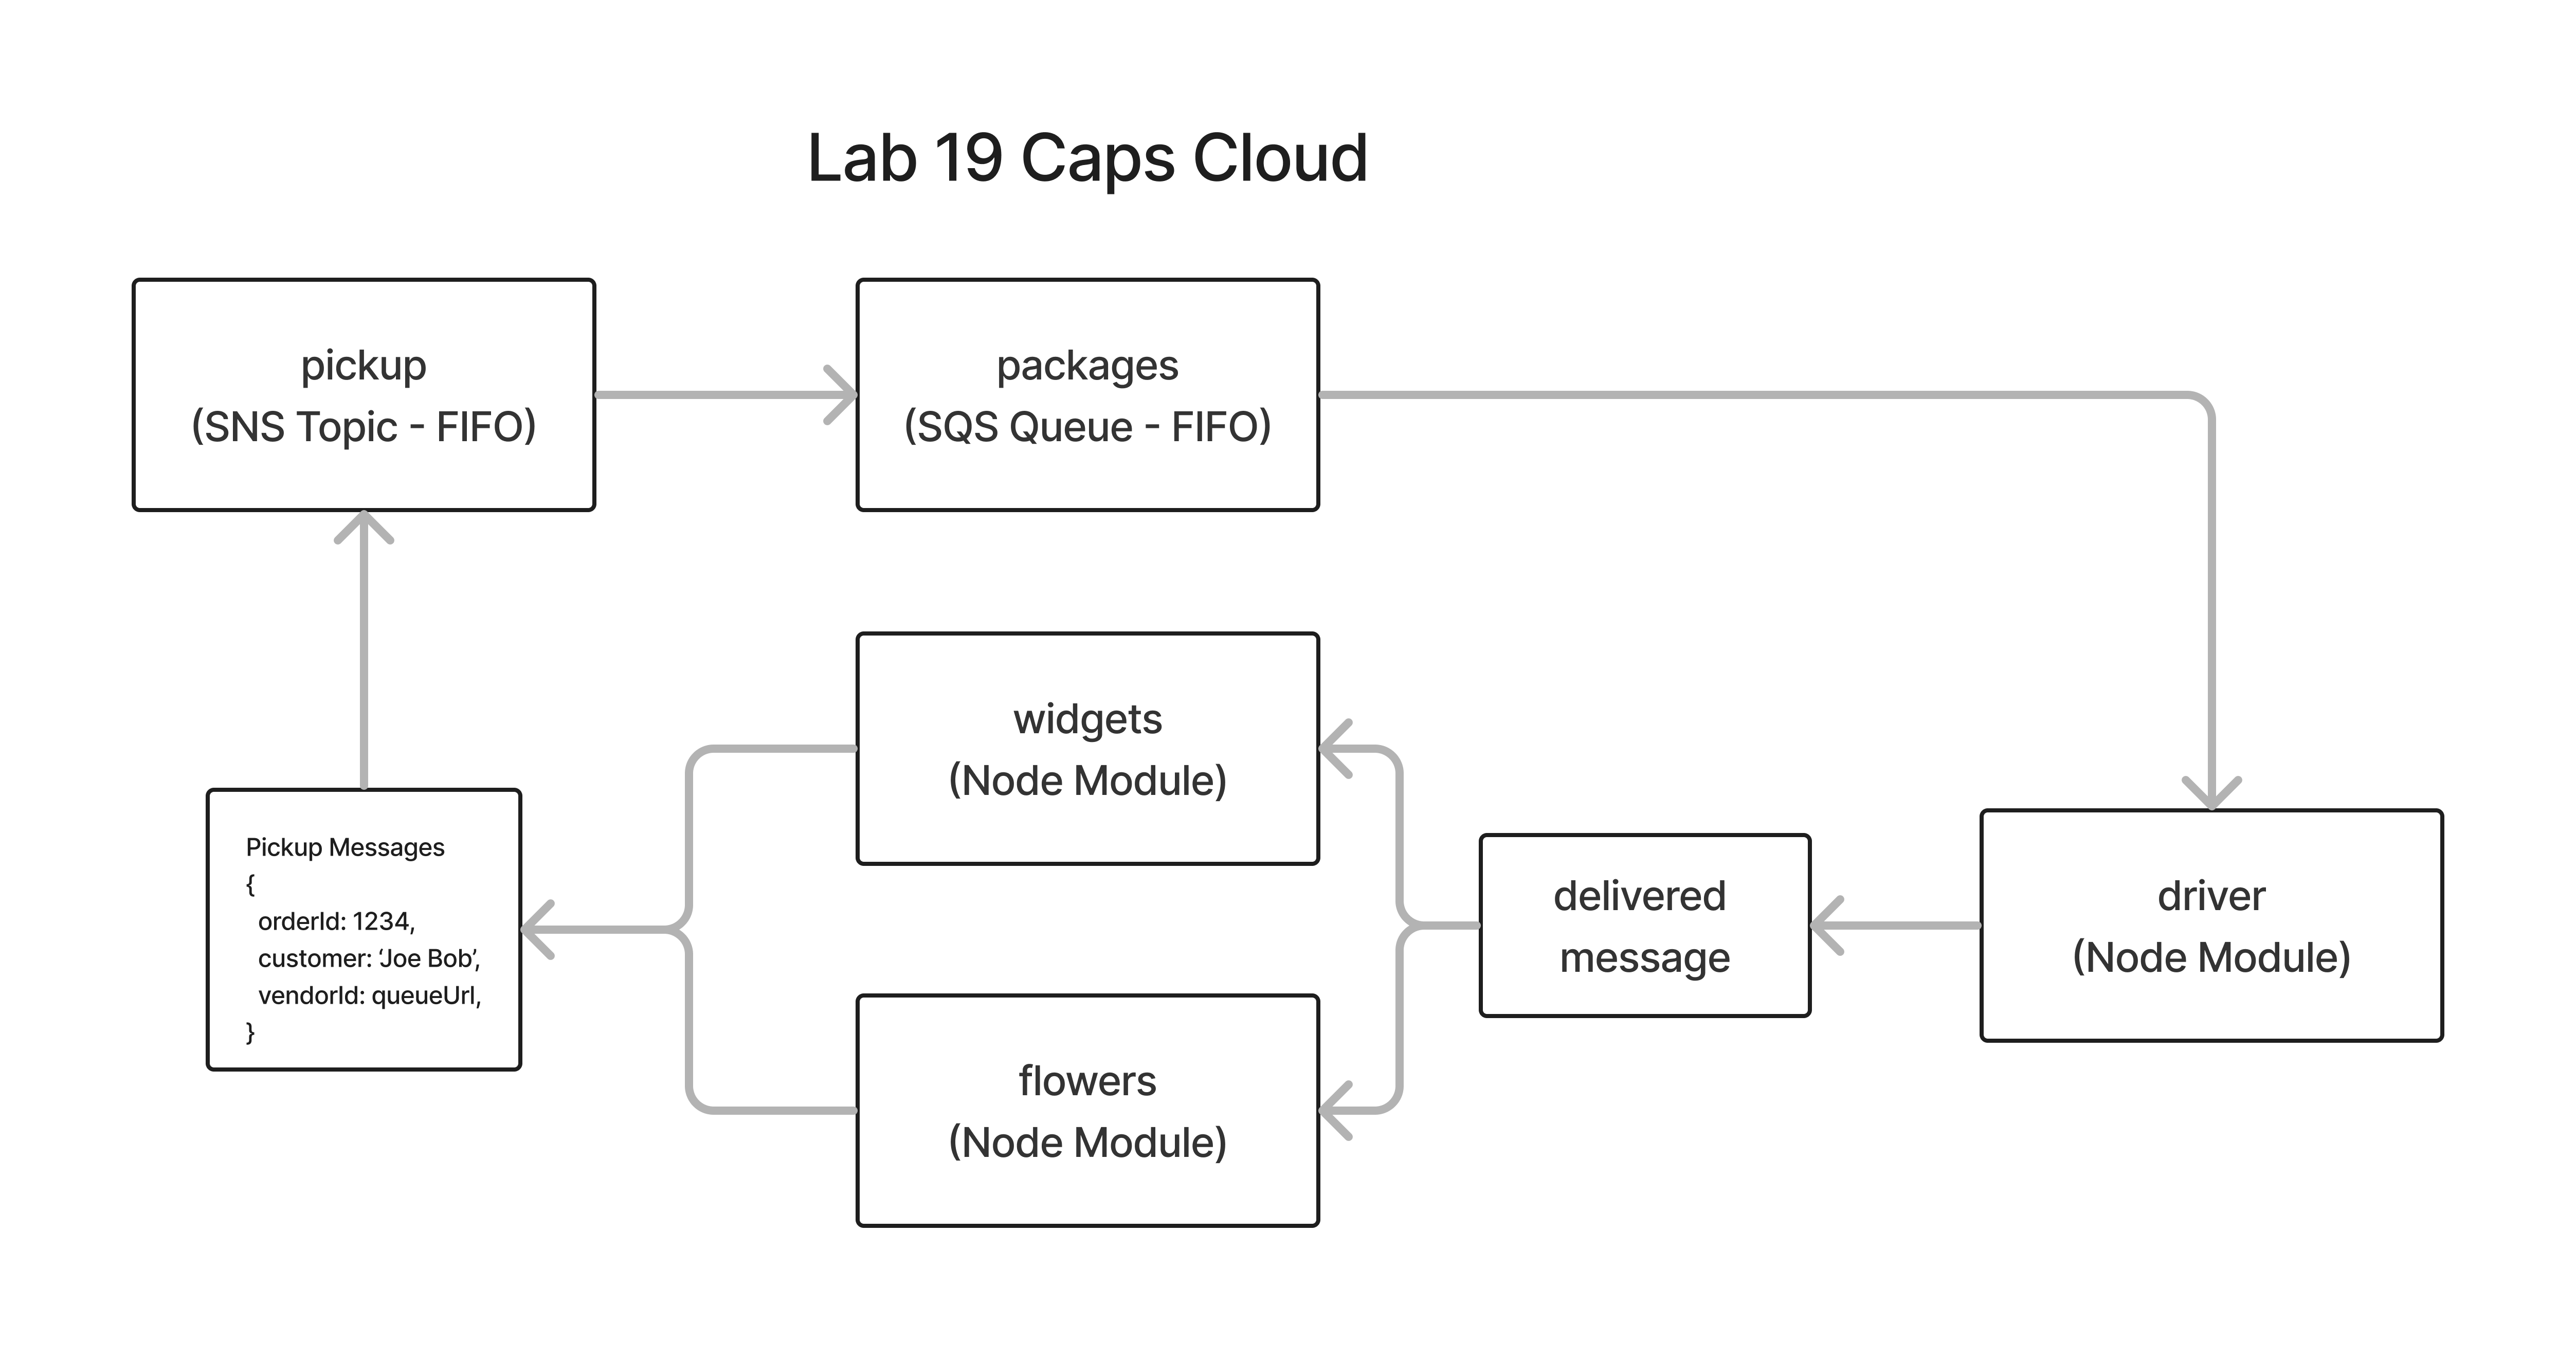 Lab 19 Caps Cloud
pickup
(SNS Topic - FIFO)
packages
(SQS Queue - FIFO)
widgets
(Node Module)
Pickup Messages
{
orderId: 1234,
customer: ‘Joe Bob’,
vendorId: queueUrl,
}
delivered
message
driver
(Node Module)
flowers
(Node Module)